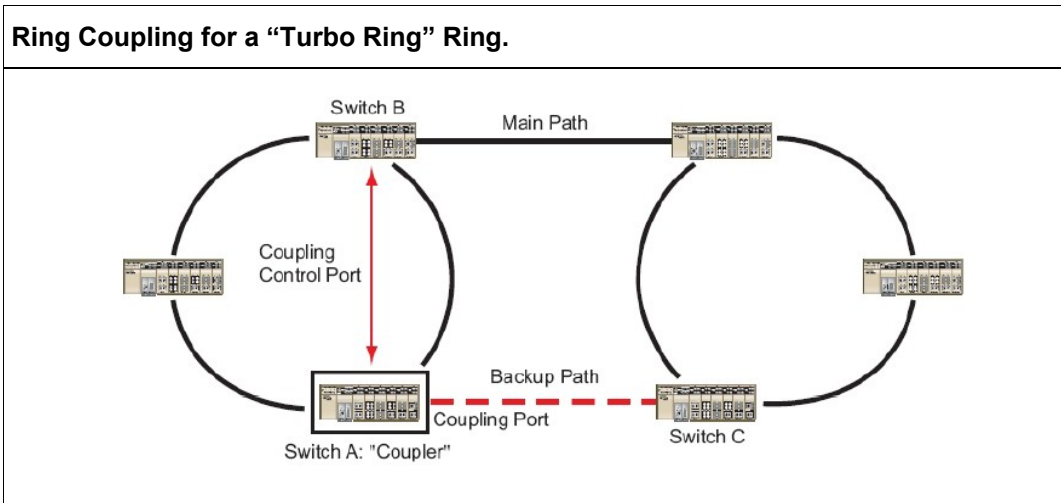 Ring Coupling for a “Turbo Ring” Ring.
Switch B
Main Path
Coupling
Control Port
Backup Path
Coupling Port
Switch A: "Coupler"
Switch C